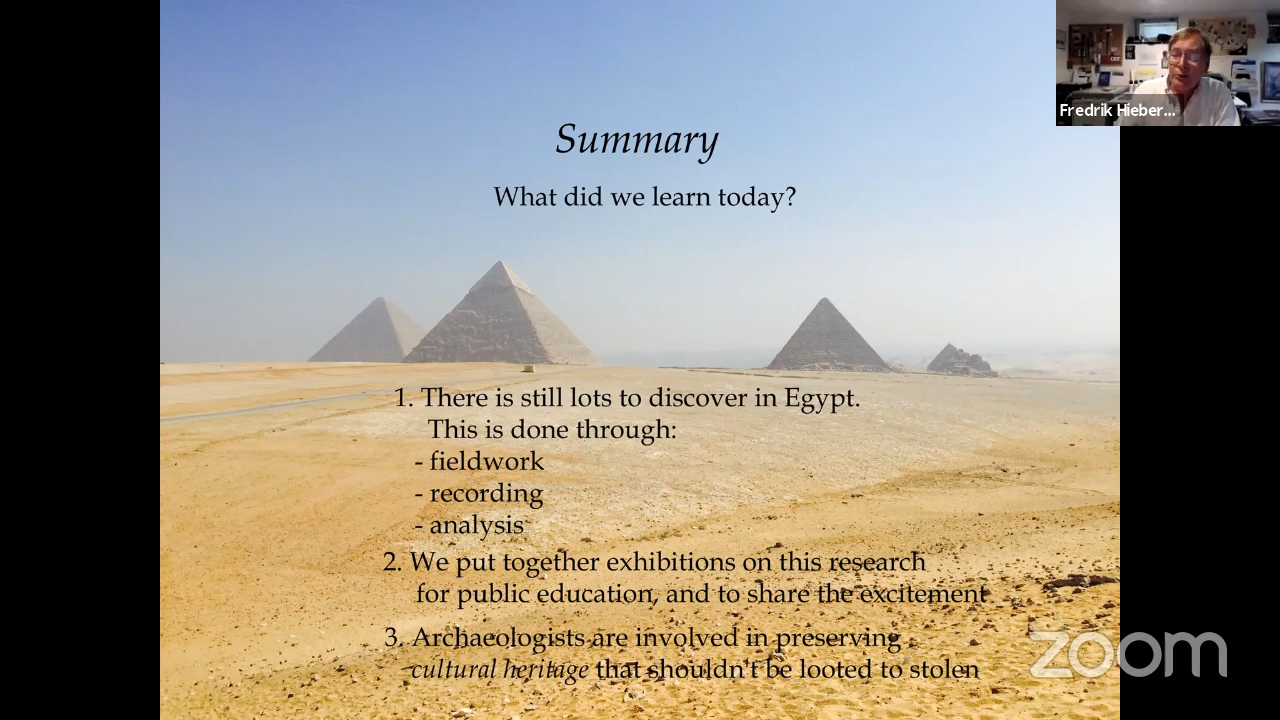 Fredrik Hieber...
Summary
What did we learn today?
1. There is still lots to discover in Egypt.
This is done through:
- fieldwork
- recording
- analysis
2. We put together exhibitions on this research
for public education, and to share the excitement
3. Archaeologists are involved in preserving
cultural heritage that shouldn't be looted to stolen
zoom